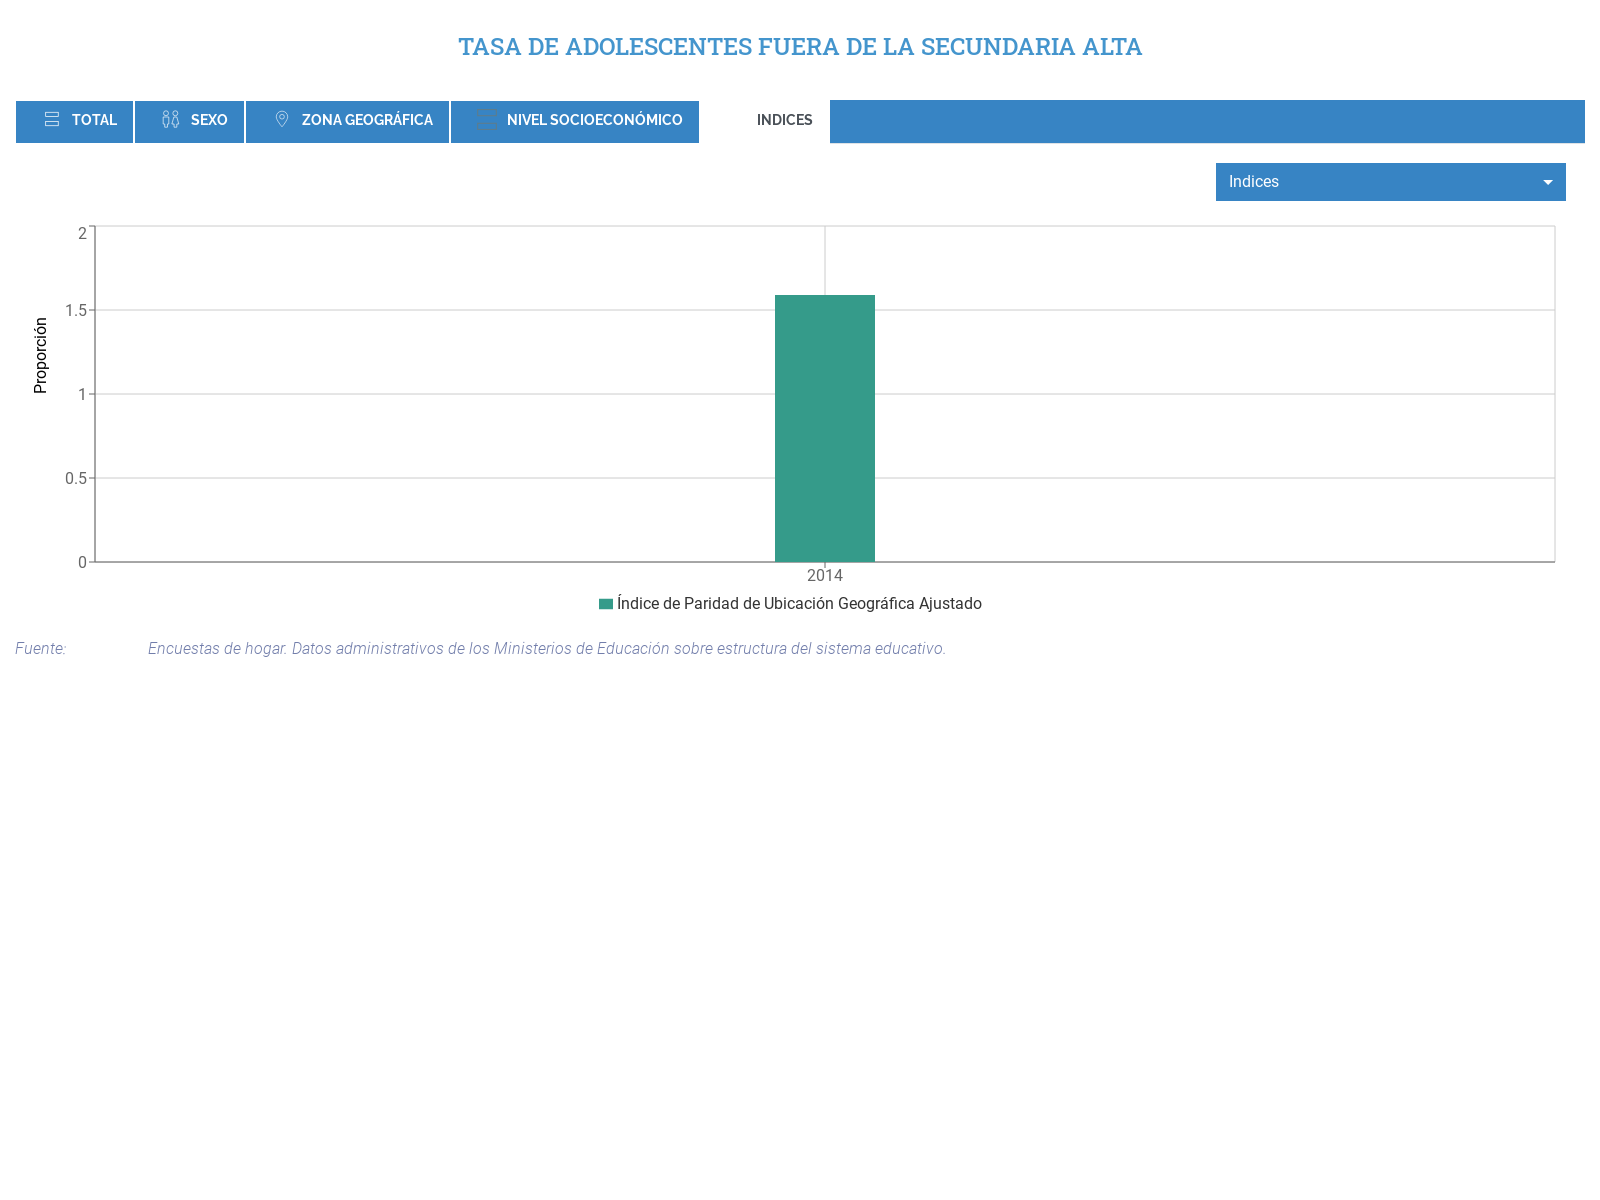 TASA DE ADOLESCENTES FUERA DE LA SECUNDARIA ALTA
TOTAL SEXO ZONA GEOGRÁFICA NIVEL SOCIOECONÓMICO INDICES
Indices
2
1.5
1
0.5
0
Proporción
2014
Índice de Paridad de Ubicación Geográfica Ajustado
Fuente: Encuestas de hogar. Datos administrativos de los Ministerios de Educación sobre estructura del sistema educativo.